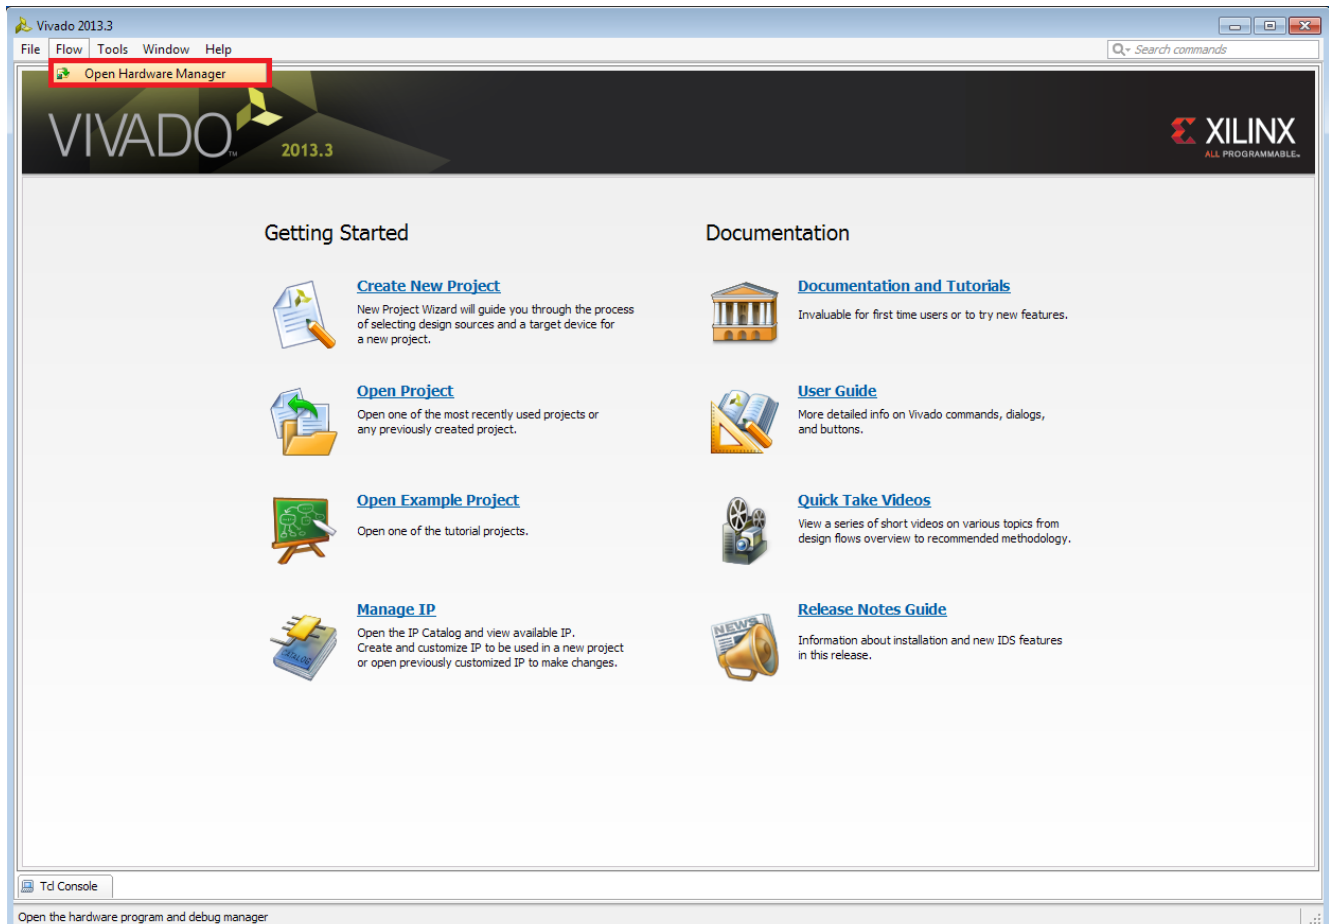 Vivado 2013.3
File Flow Tools Window Help
Search commands
Open Hardware Manager
VIVADO™ 2013.3
XILINX
ALL PROGRAMMABLE™
Getting Started
Create New Project
New Project Wizard will guide you through the process
of selecting design sources and a target device for
a new project.
Open Project
Open one of the most recently used projects or
any previously created project.
Open Example Project
Open one of the tutorial projects.
Manage IP
CATALOG
Open the IP Catalog and view available IP.
Create and customize IP to be used in a new project
or open previously customized IP to make changes.
Documentation
Documentation and Tutorials
Invaluable for first time users or to try new features.
User Guide
More detailed info on Vivado commands, dialogs,
and buttons.
Quick Take Videos
View a series of short videos on various topics from
design flows overview to recommended methodology.
Release Notes Guide
NEWS
Information about installation and new IDS features
in this release.
Tcl Console
Open the hardware program and debug manager